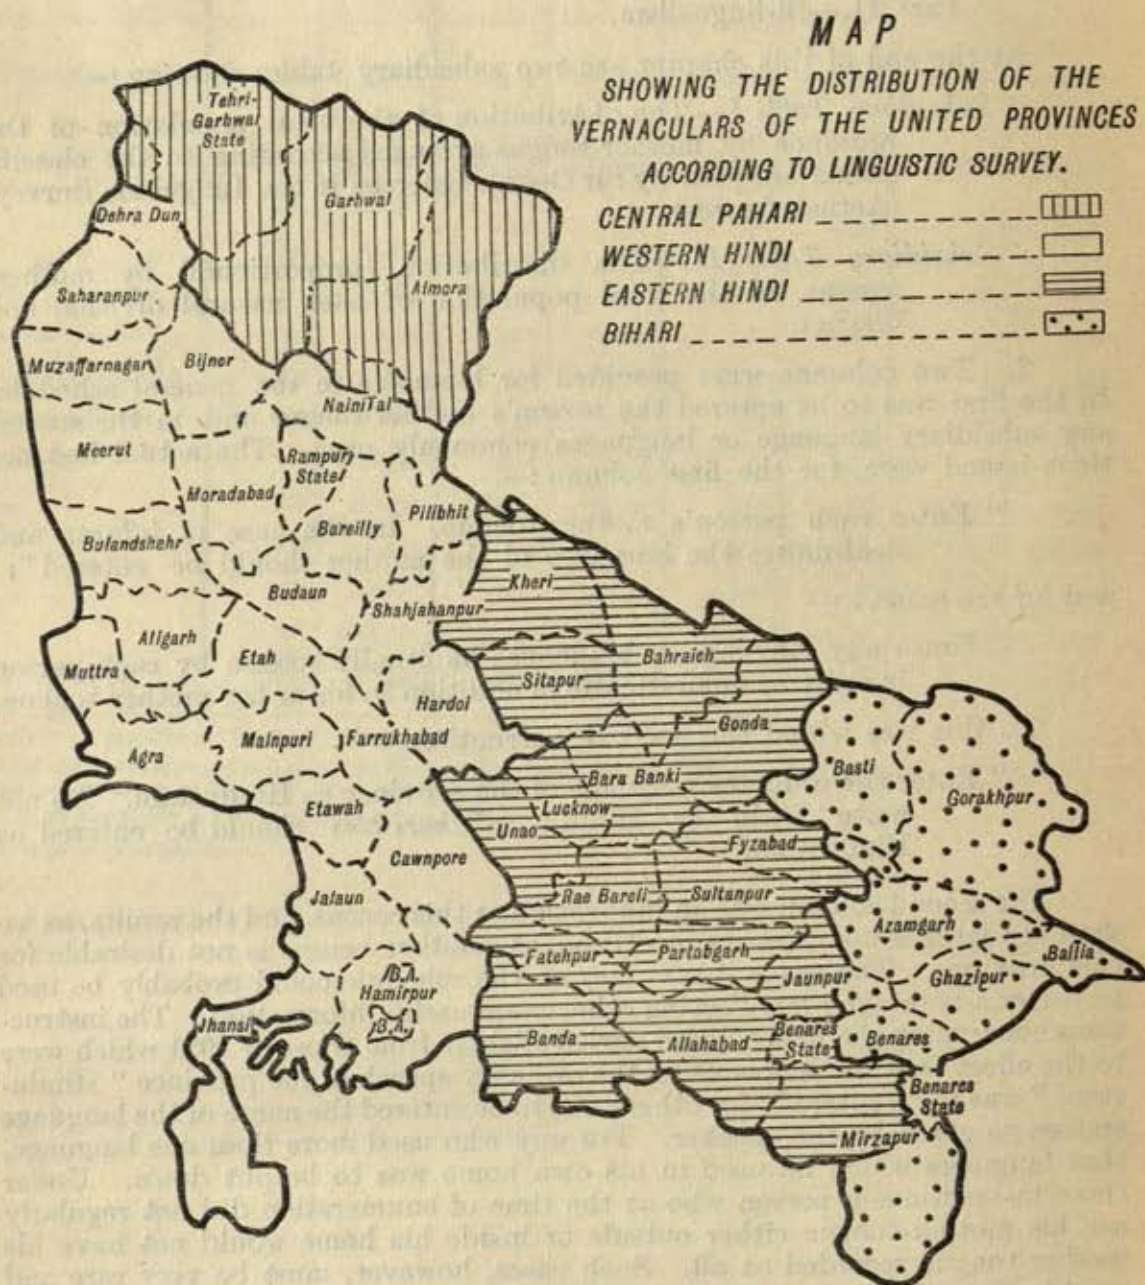 MAP
SHOWING THE DISTRIBUTION OF THE
VERNACULARS OF THE UNITED PROVINCES
ACCORDING TO LINGUISTIC SURVEY.
CENTRAL PAHARI
WESTERN HINDI
EASTERN HINDI
BIHARI
Tehri-
Garhwal
State
Garhwal
Dehra Dun
Almora
Saharanpur
Muzaffarnagar
Bijnor
Naini Tal
Meerut
Rampur
State
Moradabad
Pilibhit
Bareilly
Bulandshehr
Budaun
Kheri
Shahjahanpur
Aligarh
Etah
Muttra
Bahraich
Sitapur
Hardoi
Gonda
Mainpuri
Farrukhabad
Agra
Basti
Bara Banki
Gorakhpur
Etawah
Lucknow
Unao
Fyzabad
Cawnpore
Jalaun
Rae Bareli
Sultanpur
Azamgarh
Ballia
Fatehpur
Partabgarh
Jaunpur
Ghazipur
B.A.
Hamirpur
B.A.
Jhansi
Banda
Allahabad
Benares
State
Benares
Benares
State
Mirzapur